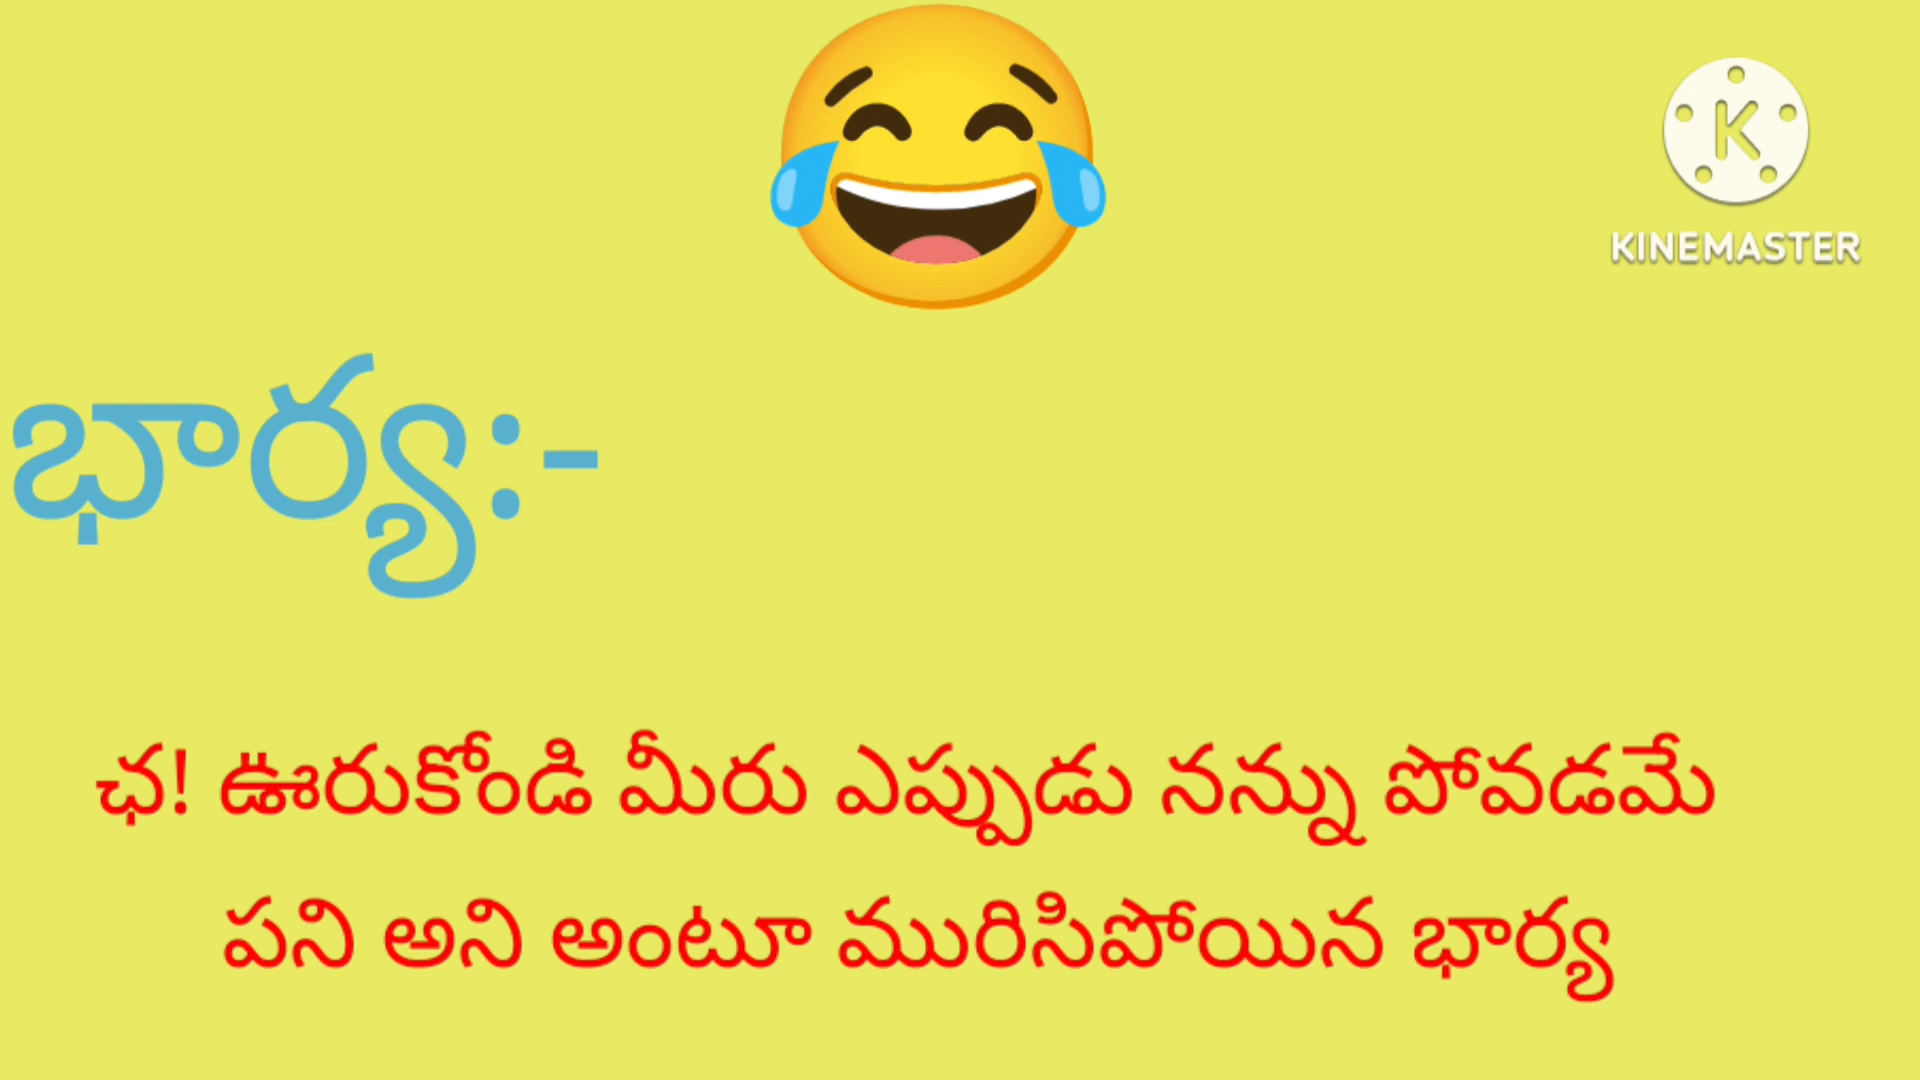 KINEMASTER
భార్య:-
ఛ! ఊరుకోండి మీరు ఎప్పుడు నన్ను పోవడమే
పని అని అంటూ మురిసిపోయిన భార్య